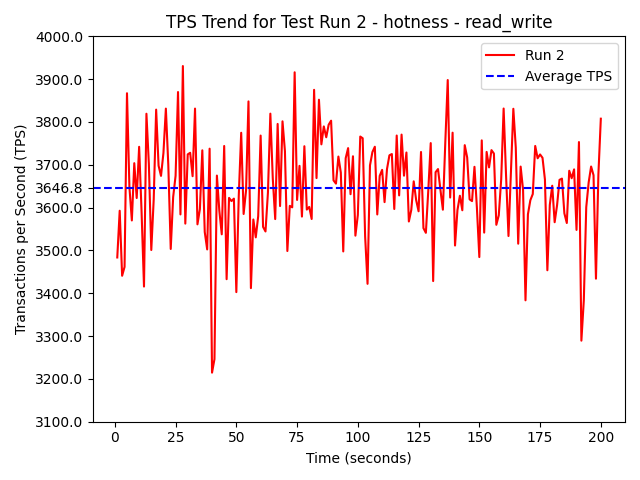 TPS Trend for Test Run 2 - hotness - read_write
Run 2
Average TPS
Transactions per Second (TPS)
4000.0
3900.0
3800.0
3700.0
3646.8
3600.0
3500.0
3400.0
3300.0
3200.0
3100.0
0 25 50 75 100 125 150 175 200
Time (seconds)